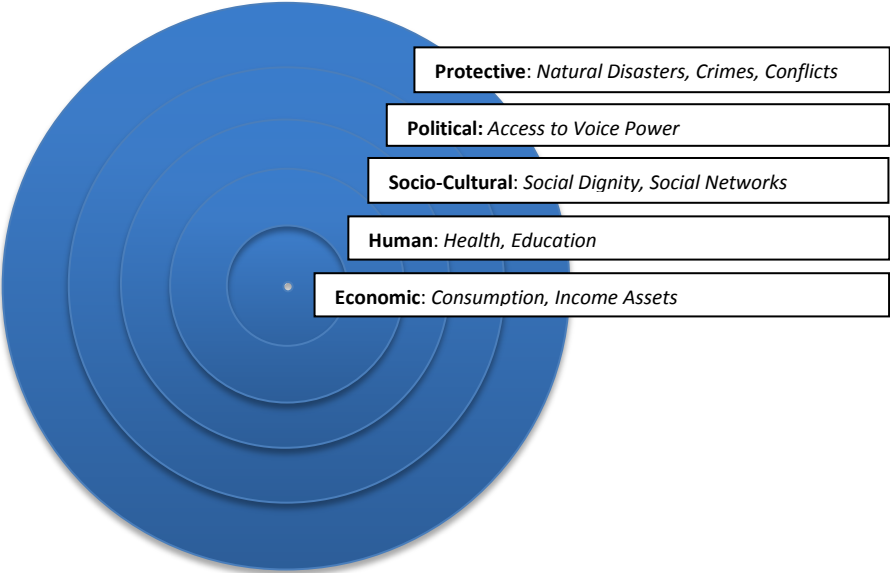 Protective: Natural Disasters, Crimes, Conflicts
Political: Access to Voice Power
Socio-Cultural: Social Dignity, Social Networks
Human: Health, Education
Economic: Consumption, Income Assets